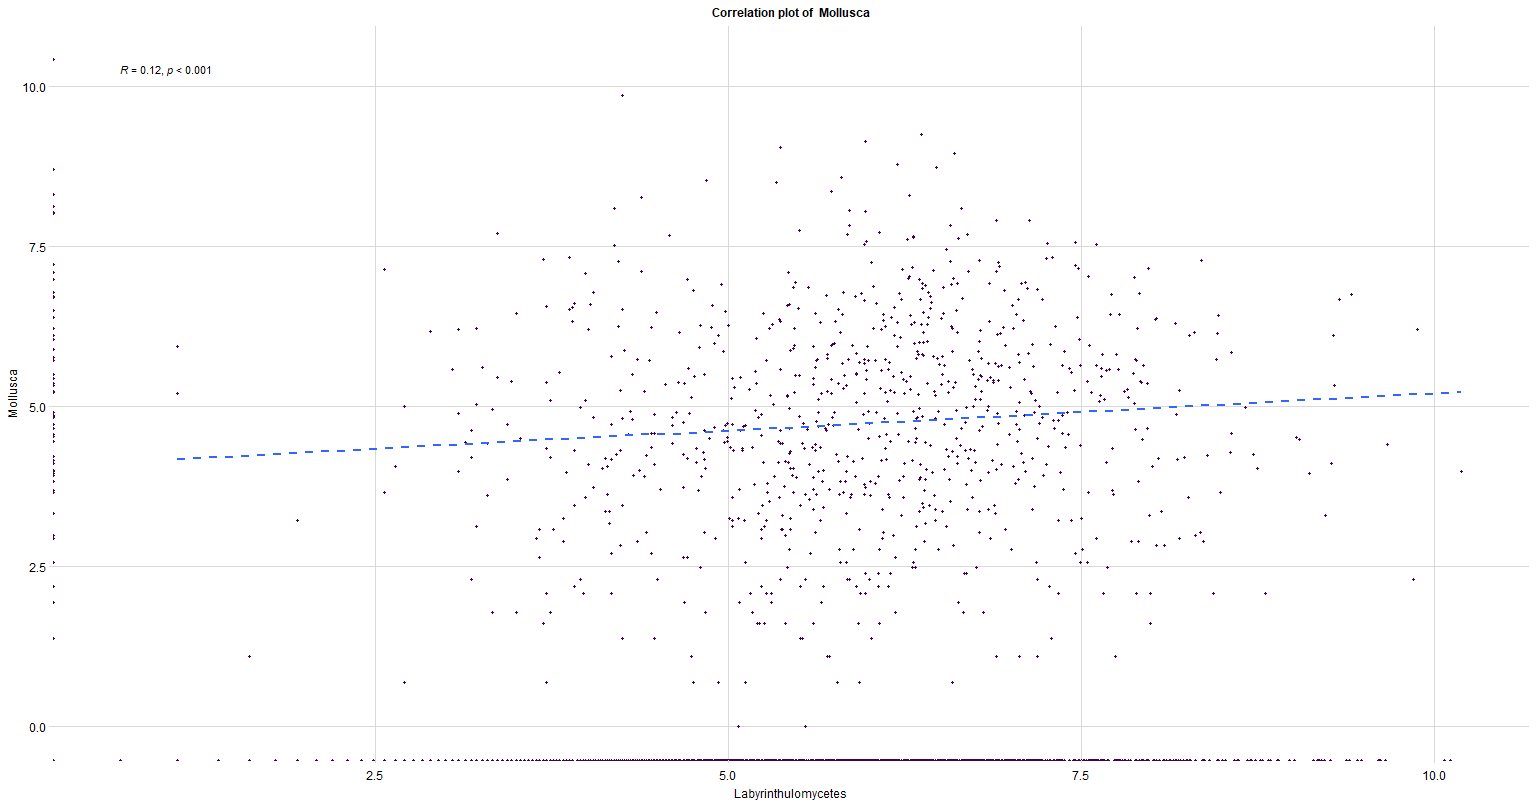 Correlation plot of Mollusca
R = 0.12, p < 0.001
10.0
7.5
5.0
2.5
0.0
Mollusca
2.5 5.0 7.5 10.0
Labyrinthulomycetes